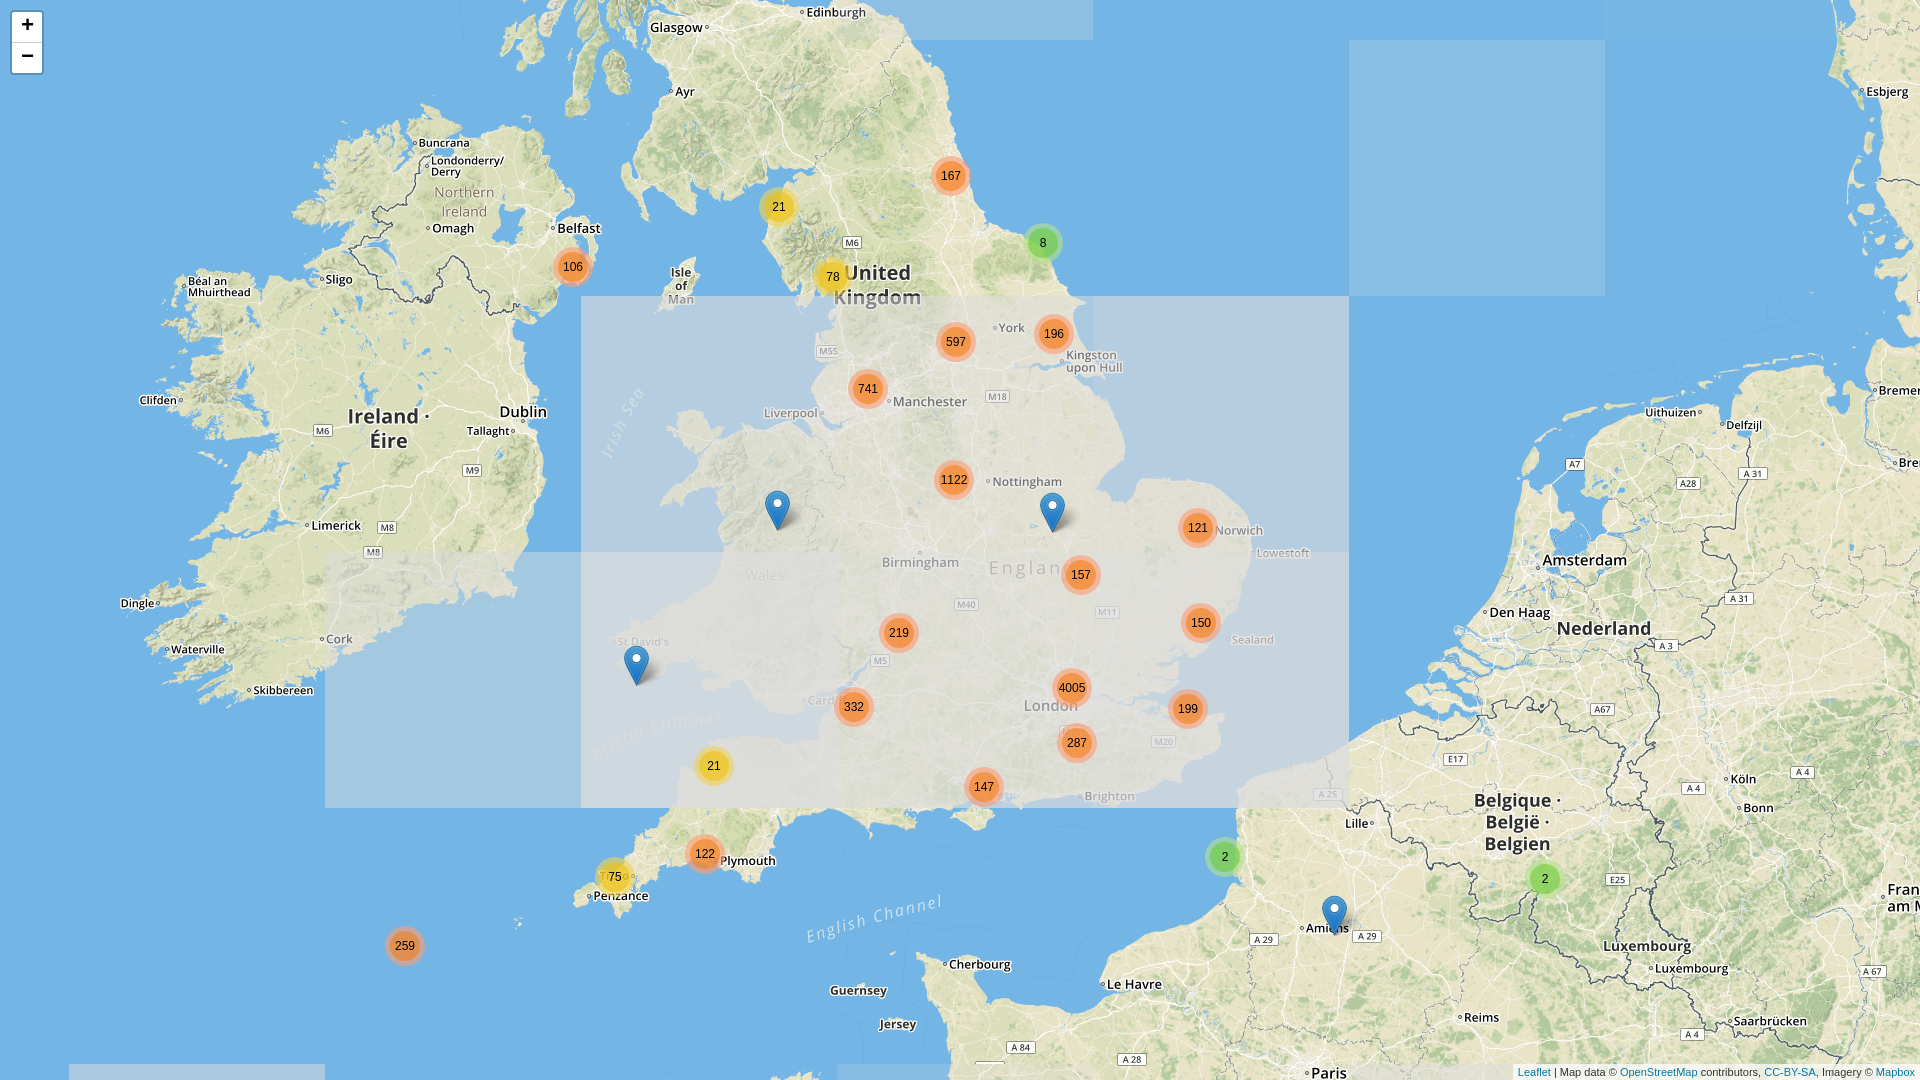 +
−
Edinburgh
Glasgow
Ayr
Esbjerg
Buncrana
Londonderry/
Derry
Northern
Ireland
Omagh
Belfast
167
21
8
M6
106
78
United
Kingdom
Isle
of
Man
Sligo
Béal an
Mhuirthead
York
196
597
Kingston
upon Hull
M55
741
Manchester
M18
Liverpool
Clifden
Ireland ·
Éire
Dublin
Tallaght
M6
M9
Irish Sea
Uithuizen
Delfzijl
A7
A 31
A28
1122
Nottingham
Limerick
M8
M8
121
Norwich
Lowestoft
Birmingham
Wales
157
Amsterdam
Dingle
M40
M11
Den Haag
A 31
Nederland
A 3
219
150
Sealand
Cork
St David's
Waterville
M5
Skibbereen
4005
London
332
199
A67
Bristol Channel
287
M20
E17
21
147
Brighton
A 25
Köln
A 4
A 4
Bonn
Belgique ·
België ·
Belgien
Lille
122
Plymouth
2
75
Penzance
2
E25
English Channel
259
Amiens
A 29
A 29
Luxembourg
Luxembourg
A 67
Cherbourg
Le Havre
Guernsey
Jersey
Reims
Saarbrücken
A 84
A 28
A 4
Paris
Leaflet | Map data © OpenStreetMap contributors, CC-BY-SA, Imagery © Mapbox